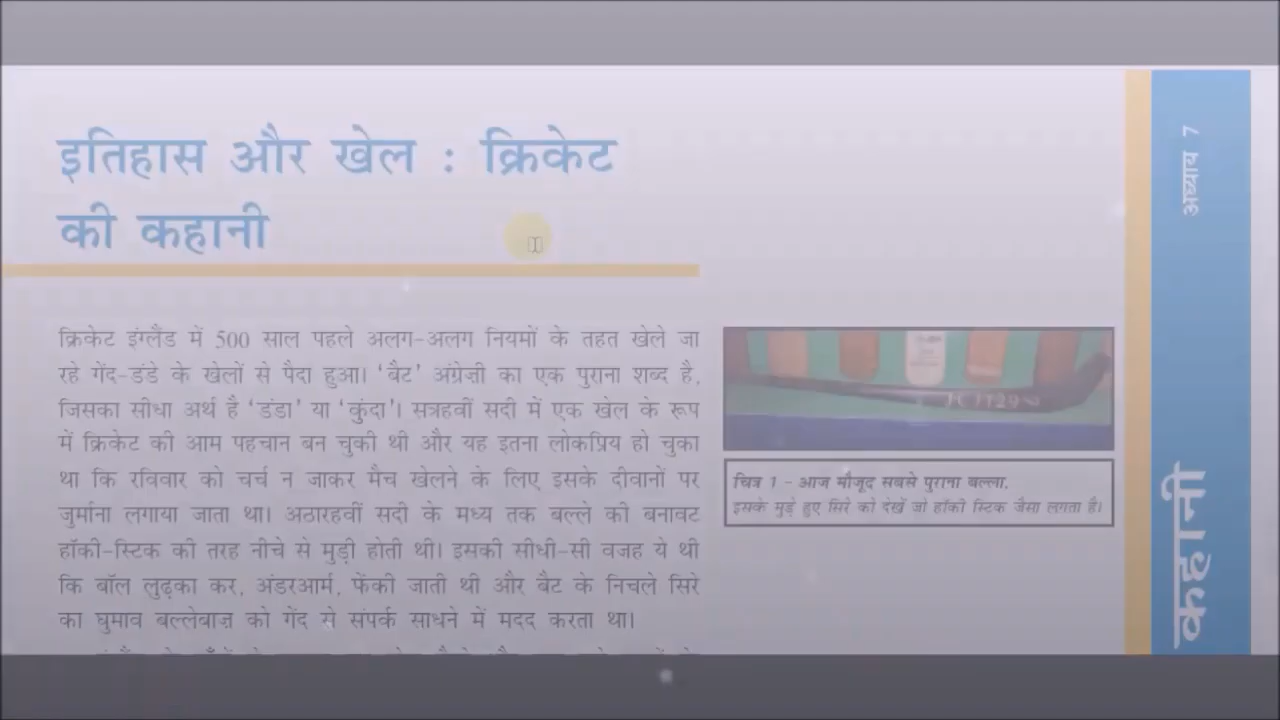 इतिहास और खेल : क्रिकेट
की कहानी
क्रिकेट इंग्लैंड में 500 साल पहले अलग-अलग नियमों के तहत खेले जा
रहे गेंद-डंडे के खेलों से पैदा हुआ। ‘बैट’ अंग्रेज़ी का एक पुराना शब्द है,
जिसका सीधा अर्थ है ‘डंडा’ या ‘कुंदा’। सत्रहवीं सदी में एक खेल के रूप
में क्रिकेट की आम पहचान बन चुकी थी और यह इतना लोकप्रिय हो चुका
था कि रविवार को चर्च न जाकर मैच खेलने के लिए इसके दीवानों पर
जुर्माना लगाया जाता था। अठारहवीं सदी के मध्य तक बल्ले की बनावट
हॉकी-स्टिक की तरह नीचे से मुड़ी होती थी। इसकी सीधी-सी वजह ये थी
कि बॉल लुढ़का कर, अंडरआर्म, फेंकी जाती थी और बैट के निचले सिरे
का घुमाव बल्लेबाज़ को गेंद से संपर्क साधने में मदद करता था।
चित्र 1 - आज मौजूद सबसे पुराना बल्ला.
इसके मुड़े हुए सिरे को देखें जो हॉकी स्टिक जैसा लगता है।
अध्याय 7
कहानी